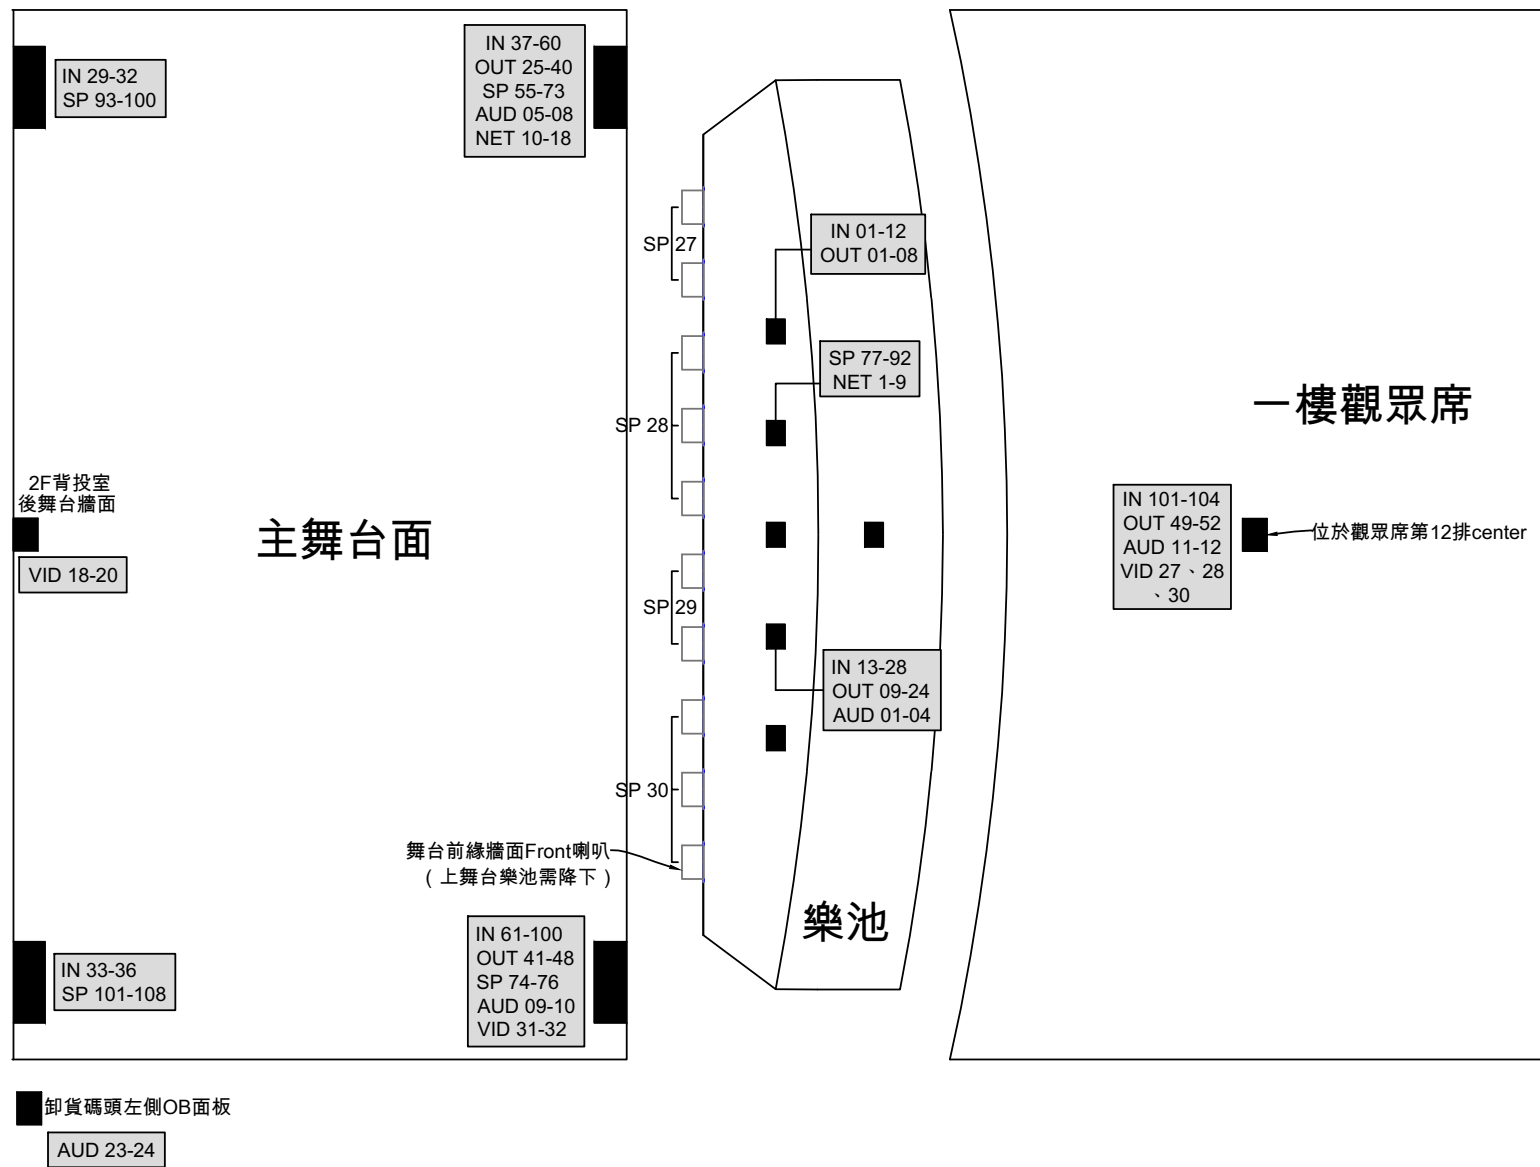 IN 29-32
SP 93-100
IN 37-60
OUT 25-40
SP 55-73
AUD 05-08
NET 10-18
SP 27
IN 01-12
OUT 01-08
SP 28
SP 77-92
NET 1-9
一樓觀眾席
2F背投室
後舞台牆面
VID 18-20
主舞台面
IN 101-104
OUT 49-52
AUD 11-12
VID 27、28
、30
位於觀眾席第12排center
SP 29
IN 13-28
OUT 09-24
AUD 01-04
SP 30
舞台前緣牆面Front喇叭
(上舞台樂池需降下)
樂池
IN 33-36
SP 101-108
IN 61-100
OUT 41-48
SP 74-76
AUD 09-10
VID 31-32
卸貨碼頭左側OB面板
AUD 23-24